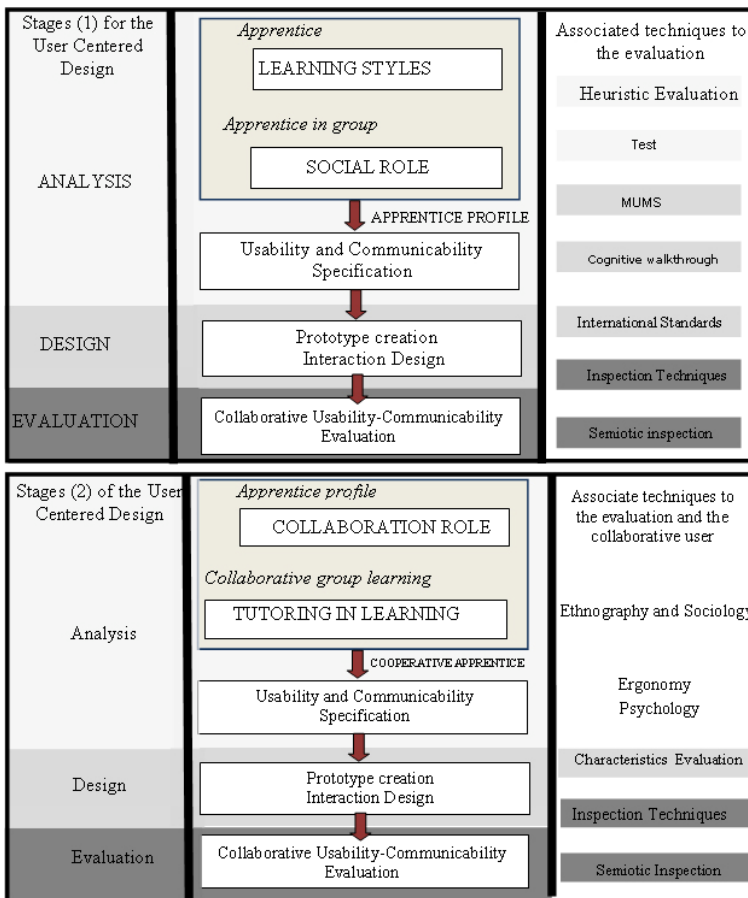 Stages (1) for the
User Centered
Design
ANALYSIS
DESIGN
EVALUATION
Apprentice
LEARNING STYLES
Apprentice in group
SOCIAL ROLE
APPRENTICE PROFILE
Usability and Communicability
Specification
Prototype creation
Interaction Design
Collaborative Usability-Communicability
Evaluation
Associated techniques to
the evaluation
Heuristic Evaluation
Test
MUMS
Cognitive walkthrough
International Standards
Inspection Techniques
Semiotic inspection
Stages (2) of the User
Centered Design
Analysis
Design
Evaluation
Apprentice profile
COLLABORATION ROLE
Collaborative group learning
TUTORING IN LEARNING
COOPERATIVE APPRENTICE
Usability and Communicability
Specification
Prototype creation
Interaction Design
Collaborative Usability-Communicability
Evaluation
Associate techniques to
the evaluation and the
collaborative user
Ethnography and Sociology
Ergonomy
Psychology
Characteristics Evaluation
Inspection Techniques
Semiotic Inspection